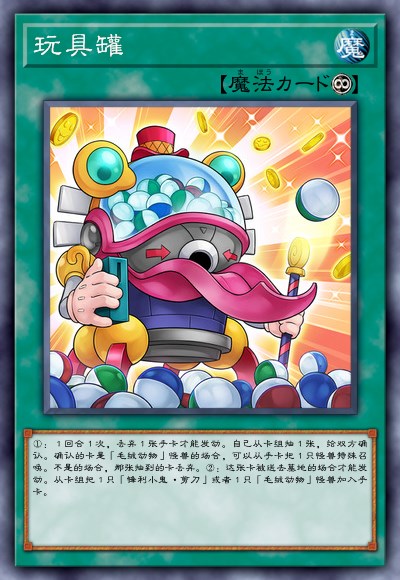 玩具罐
魔
【魔法カード】
まほう
①：1回合1次，丢弃1张手卡才能发动。自己从卡组抽1张，给双方确
认。确认的卡是「毛绒动物」怪兽的场合，可以从手卡把1只怪兽特殊召
唤。不是的场合，那张抽到的卡丢弃。②：这张卡被送去墓地的场合才能发
动。从卡组把1只「锋利小鬼·剪刀」或者1只「毛绒动物」怪兽加入手
卡。